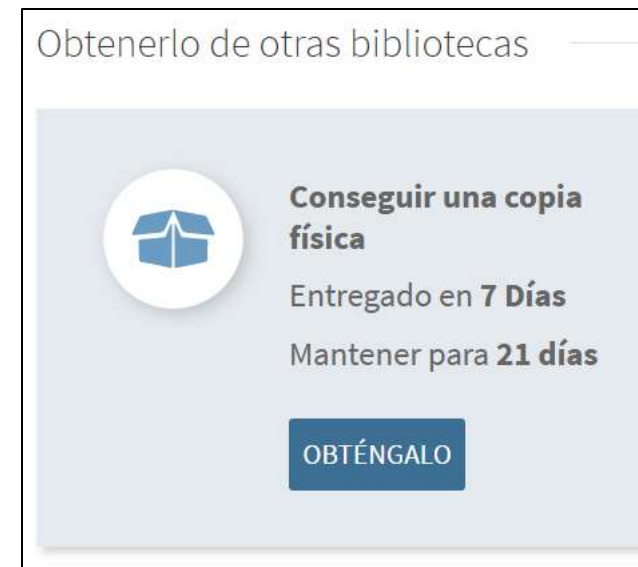 Obtenerlo de otras bibliotecas
Conseguir una copia
física
Entregado en 7 Días
Mantener para 21 días
OBTÉNGALO